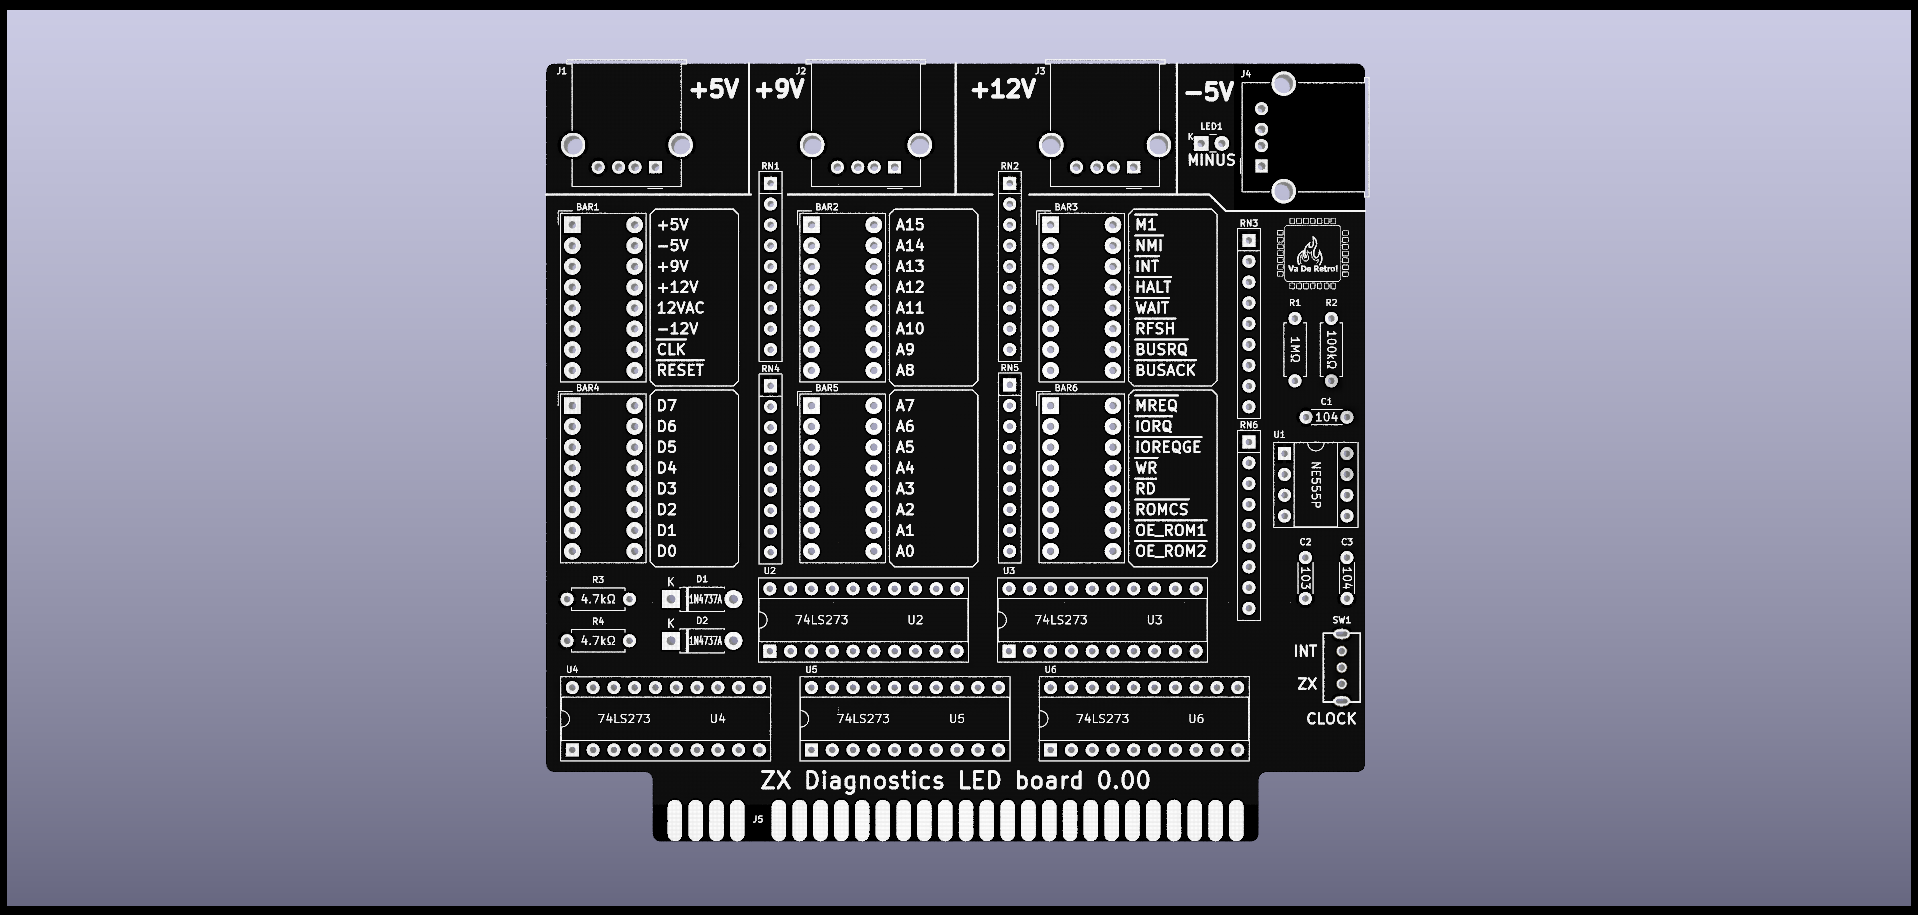 J1
+5V
J2
+9V
J3
+12V
J4
-5V
LED1
K
MINUS
RN1
RN2
RN3
BAR1
+5V
-5V
+9V
+12V
12VAC
-12V
CLK
RESET
BAR2
A15
A14
A13
A12
A11
A10
A9
A8
BAR3
M1
NMI
INT
HALT
WAIT
RFSH
BUSRQ
BUSACK
Va De Retro!
R1
R2
1MΩ
100kΩ
RN4
RN5
RN6
BAR4
D7
D6
D5
D4
D3
D2
D1
D0
BAR5
A7
A6
A5
A4
A3
A2
A1
A0
BAR6
MREQ
IORQ
IOREQGE
WR
RD
ROMCS
OE_ROM1
OE_ROM2
C1
104
U1
NE555P
C2
103
C3
104
R3
4.7kΩ
K
D1
1N4737A
R4
4.7kΩ
K
D2
1N4737A
U2
74LS273 U2
U3
74LS273 U3
SW1
INT
ZX
CLOCK
U4
74LS273 U4
U5
74LS273 U5
U6
74LS273 U6
ZX Diagnostics LED board 0.00
J5